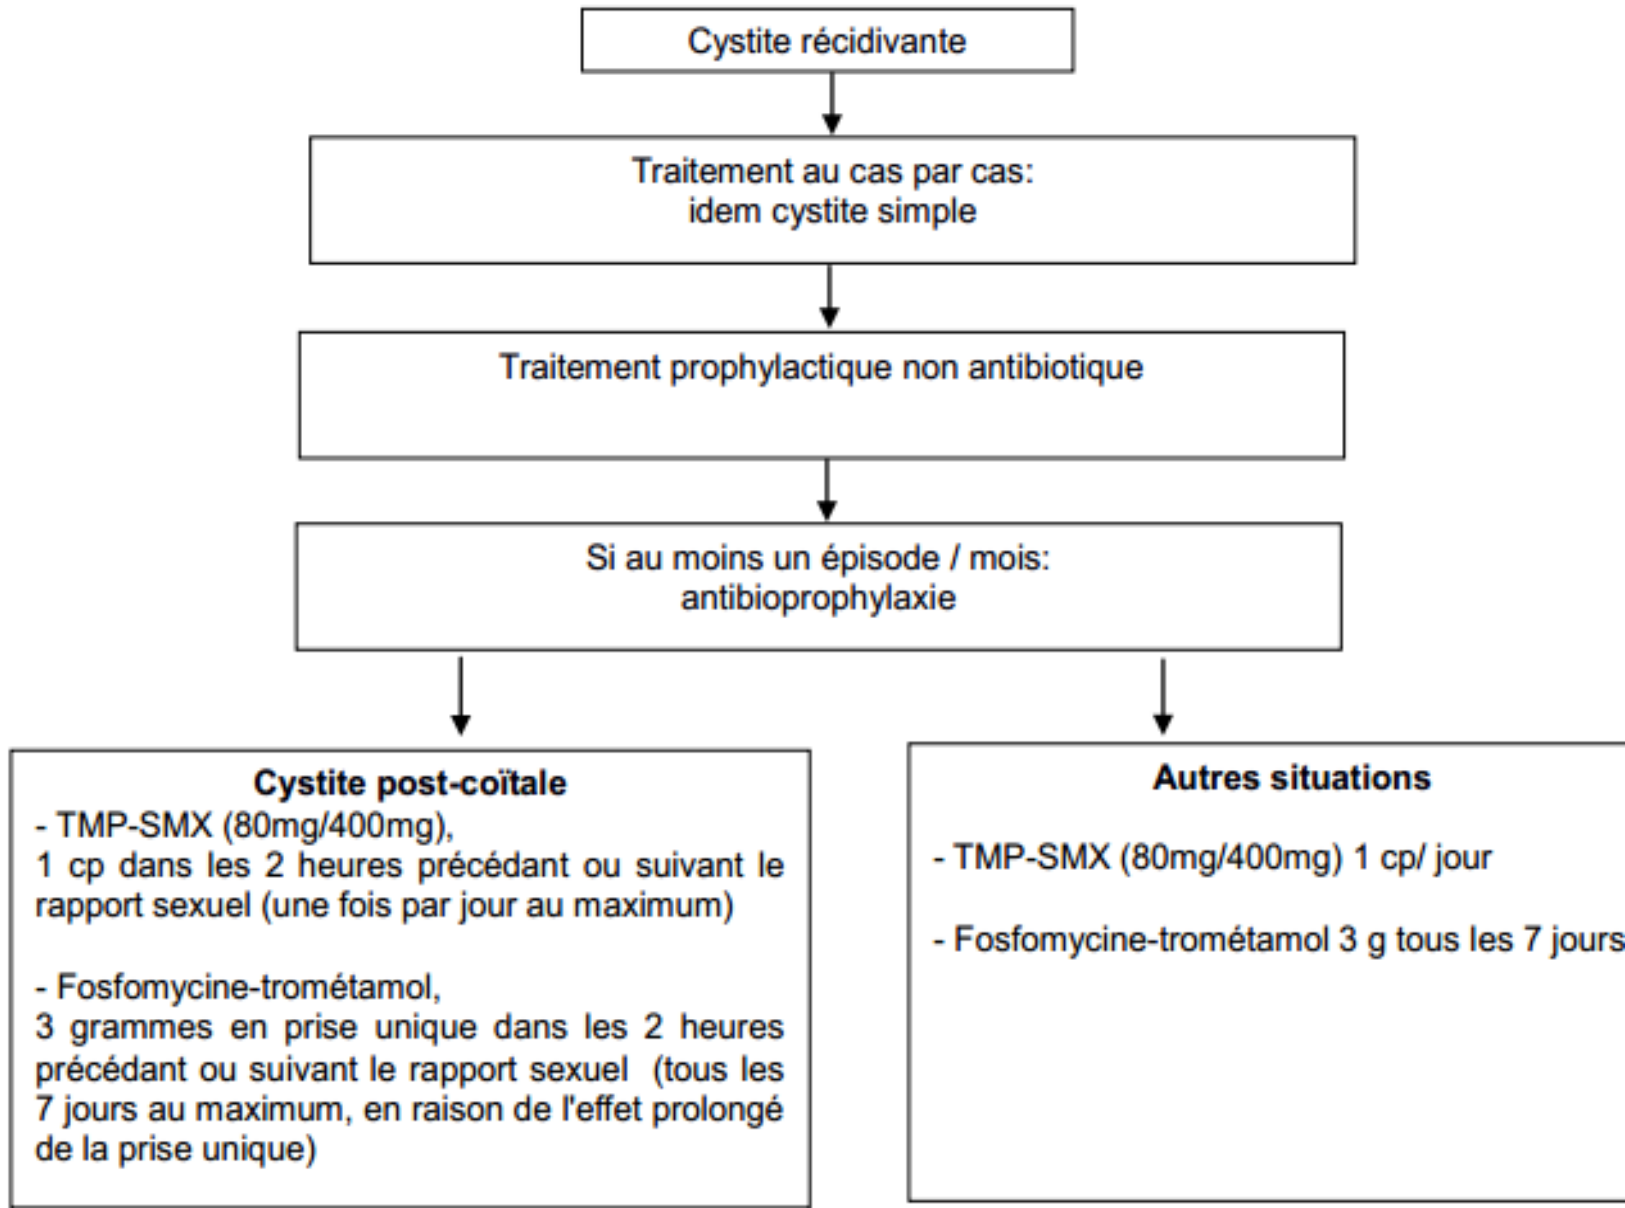 Cystite récidivante
Traitement au cas par cas:
idem cystite simple
Traitement prophylactique non antibiotique
Si au moins un épisode / mois:
antibioprophylaxie
Cystite post-coïtale
- TMP-SMX (80mg/400mg),
1 cp dans les 2 heures précédant ou suivant le
rapport sexuel (une fois par jour au maximum)
- Fosfomycine-trométamol,
3 grammes en prise unique dans les 2 heures
précédant ou suivant le rapport sexuel (tous les
7 jours au maximum, en raison de l'effet prolongé
de la prise unique)
Autres situations
- TMP-SMX (80mg/400mg) 1 cp/ jour
- Fosfomycine-trométamol 3 g tous les 7 jours